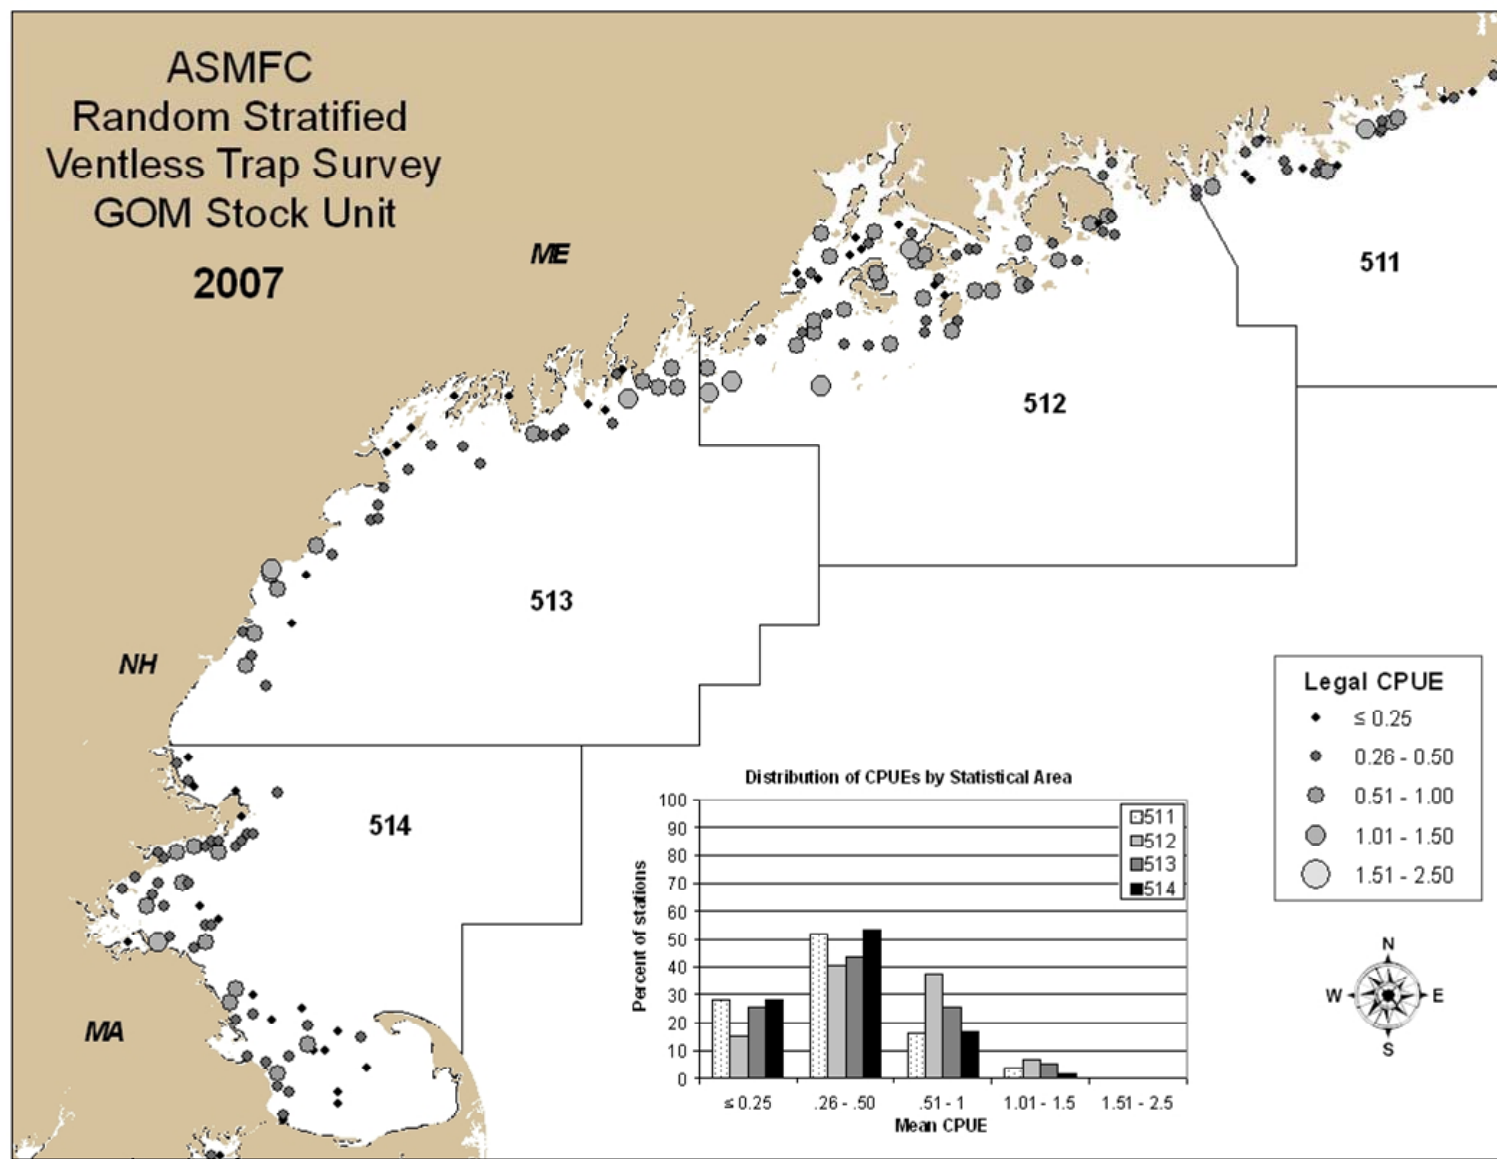 ASMFC
Random Stratified
Ventless Trap Survey
GOM Stock Unit
2007
ME
511
512
513
NH
514
MA
Legal CPUE
≤ 0.25
0.26 - 0.50
0.51 - 1.00
1.01 - 1.50
1.51 - 2.50
N
W
E
S
Distribution of CPUEs by Statistical Area
Percent of stations
100
90
80
70
60
50
40
30
20
10
0
511
512
513
514
≤ 0.25
.26 - .50
.51 - 1
1.01 - 1.5
1.51 - 2.5
Mean CPUE